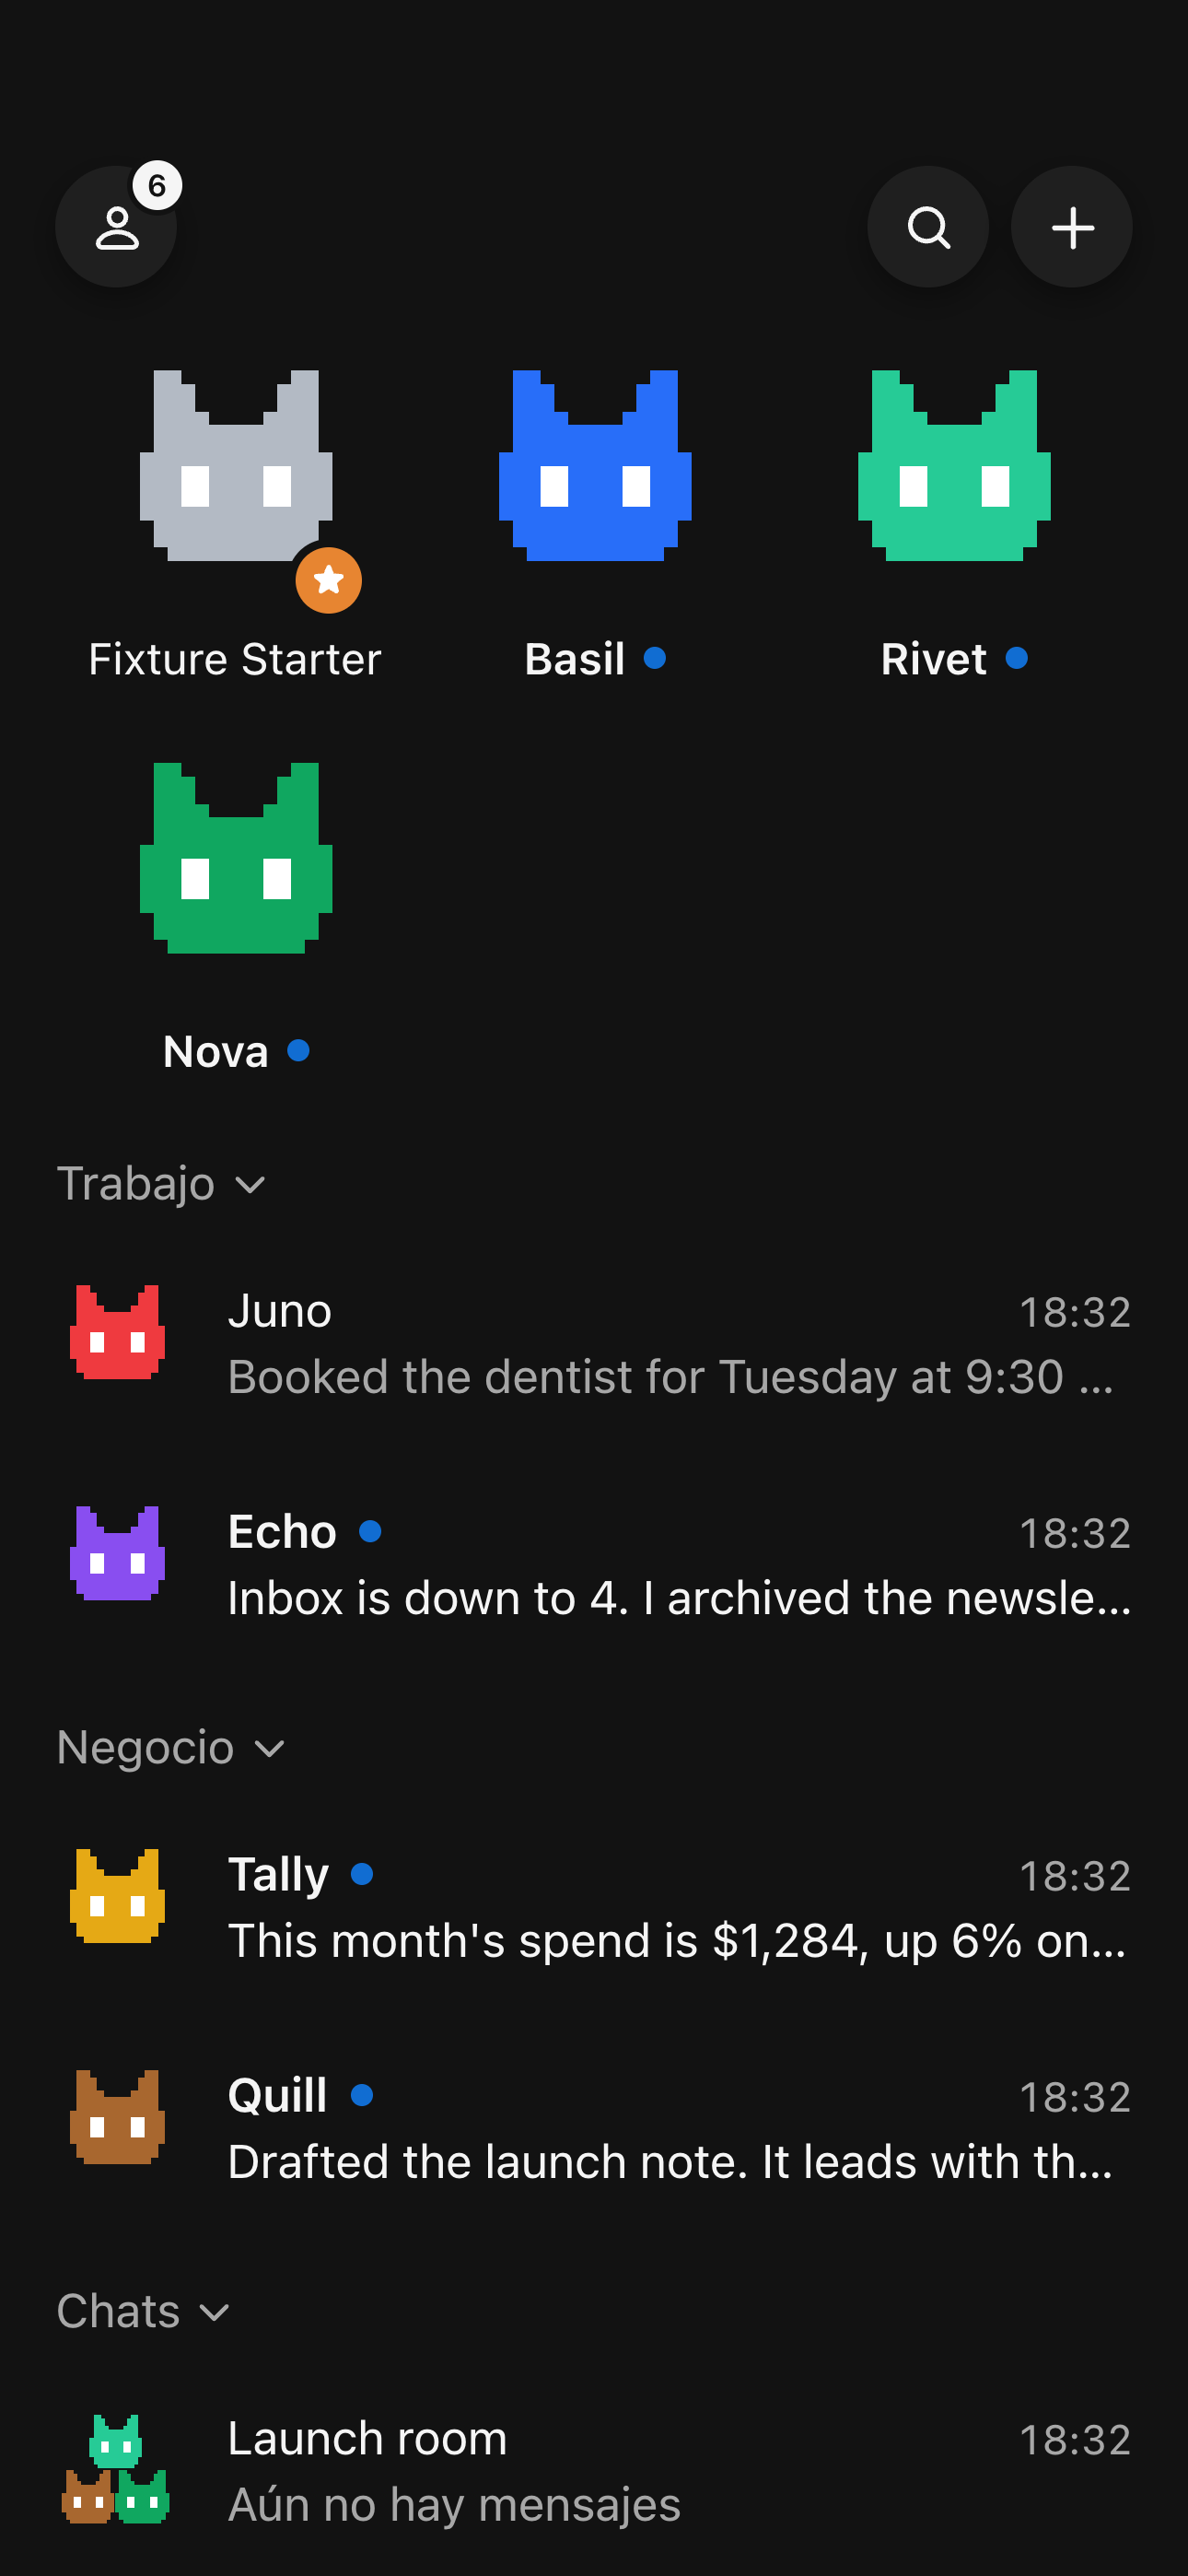 6
Fixture Starter
Basil
Rivet
Nova
Trabajo
Juno
18:32
Booked the dentist for Tuesday at 9:30 ...
Echo
18:32
Inbox is down to 4. I archived the newsle...
Negocio
Tally
18:32
This month's spend is $1,284, up 6% on...
Quill
18:32
Drafted the launch note. It leads with th...
Chats
Launch room
18:32
Aún no hay mensajes